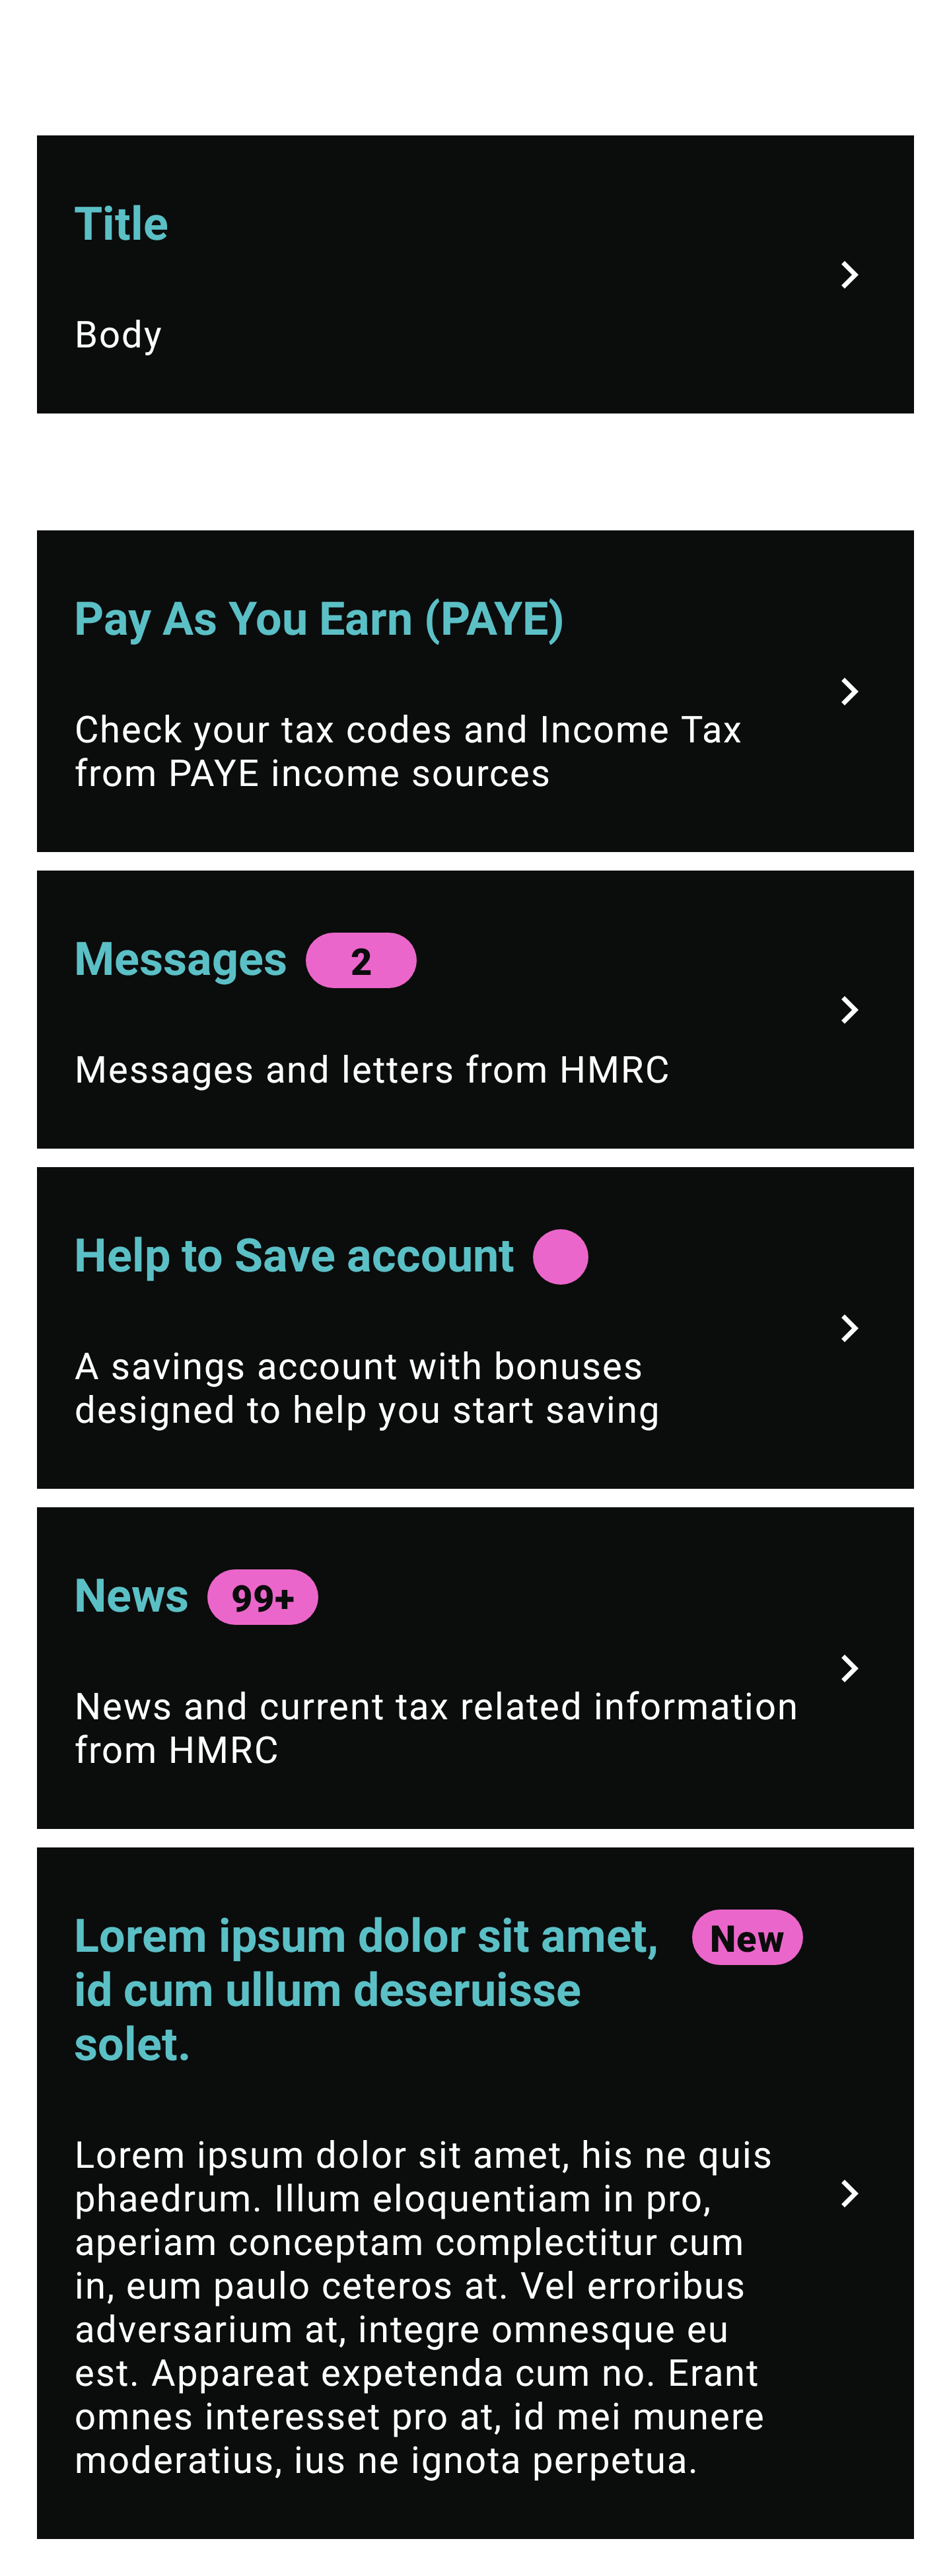 Title
Body
Pay As You Earn (PAYE)
Check your tax codes and Income Tax
from PAYE income sources
Messages 2
Messages and letters from HMRC
Help to Save account
A savings account with bonuses
designed to help you start saving
News 99+
News and current tax related information
from HMRC
Lorem ipsum dolor sit amet, New
id cum ullum deseruisse
solet.
Lorem ipsum dolor sit amet, his ne quis
phaedrum. Illum eloquentiam in pro,
aperiam conceptam complectitur cum
in, eum paulo ceteros at. Vel erroribus
adversarium at, integre omnesque eu
est. Appareat expetenda cum no. Erant
omnes interesset pro at, id mei munere
moderatius, ius ne ignota perpetua.